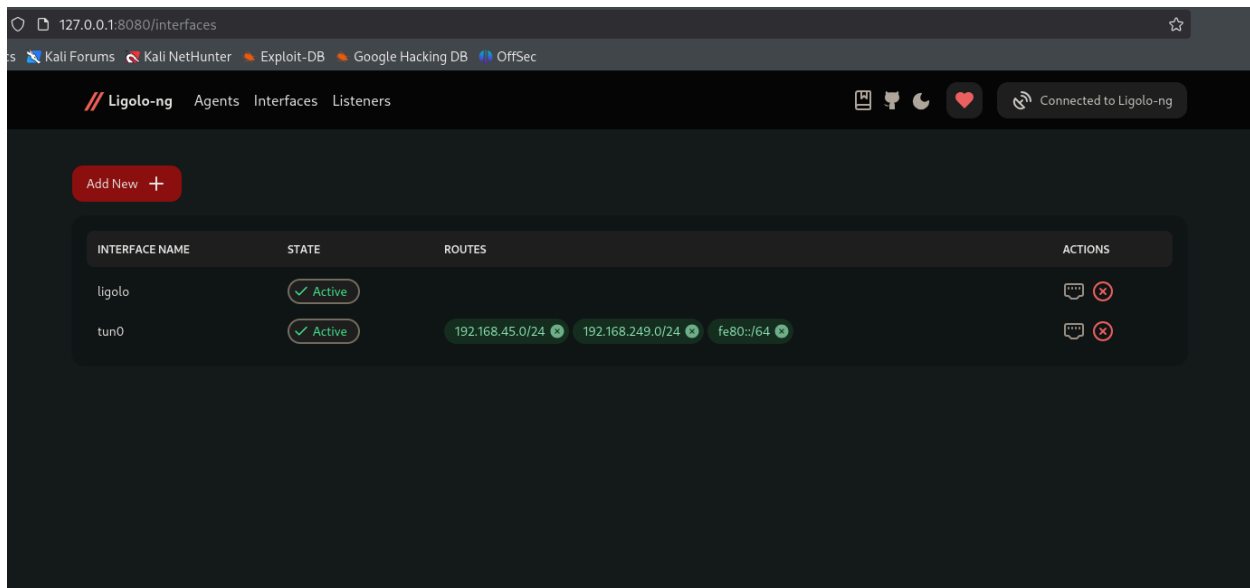 127.0.0.1:8080/interfaces
Kali Forums Kali NetHunter Exploit-DB Google Hacking DB OffSec
Ligolo-ng Agents Interfaces Listeners Connected to Ligolo-ng
Add New
INTERFACE NAME STATE ROUTES ACTIONS
ligolo Active
tun0 Active 192.168.45.0/24 192.168.249.0/24 fe80::/64